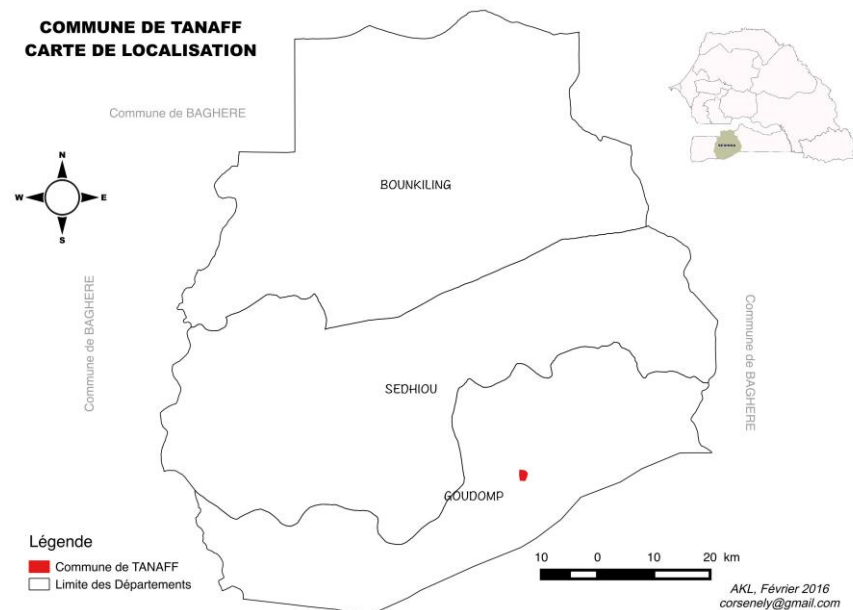 COMMUNE DE TANAFF
CARTE DE LOCALISATION
Commune de BAGHERE
N
W
E
S
BOUNKILING
Commune de BAGHERE
Commune de BAGHERE
SEDHIOU
GOUDOMP
Légende
Commune de TANAFF
Limite des Départements
10 0 10 20 km
AKL, Février 2016
corsenely@gmail.com